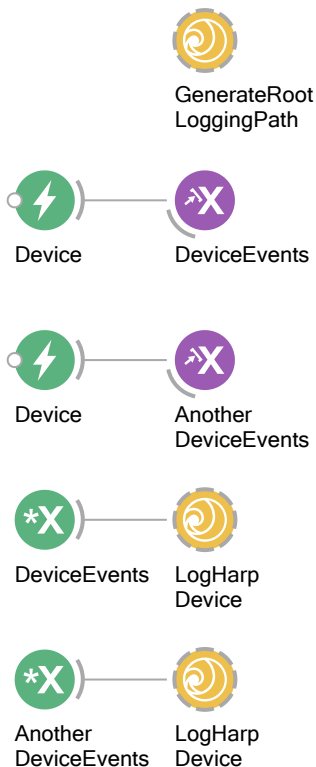 GenerateRoot
LoggingPath
Device
DeviceEvents
Device
Another
DeviceEvents
*X
DeviceEvents
LogHarp
Device
*X
Another
DeviceEvents
LogHarp
Device